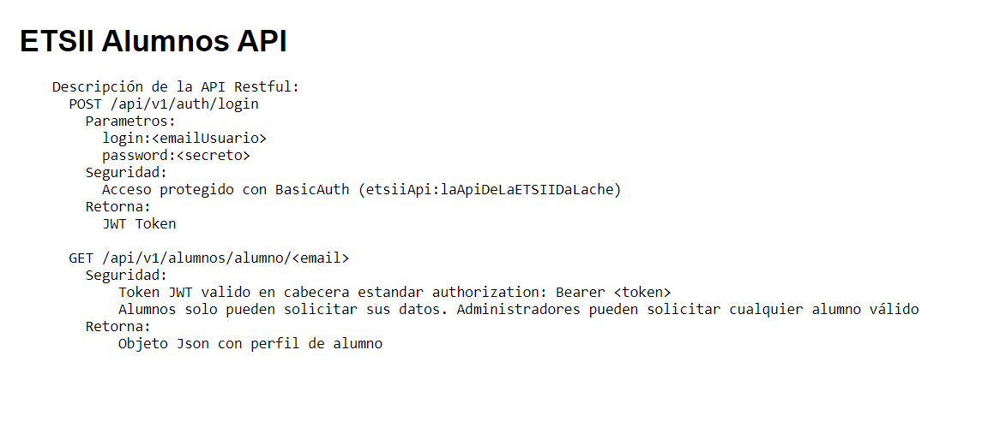 ETSII Alumnos API
Descripción de la API Restful:
POST /api/v1/auth/login
Parametros:
login:<emailUsuario>
password:<secreto>
Seguridad:
Acceso protegido con BasicAuth (etsiiApi:laApiDeLaETSIIDaLache)
Retorna:
JWT Token
GET /api/v1/alumnos/alumno/<email>
Seguridad:
Token JWT valido en cabecera estandar authorization: Bearer <token>
Alumnos solo pueden solicitar sus datos. Administradores pueden solicitar cualquier alumno válido
Retorna:
Objeto Json con perfil de alumno